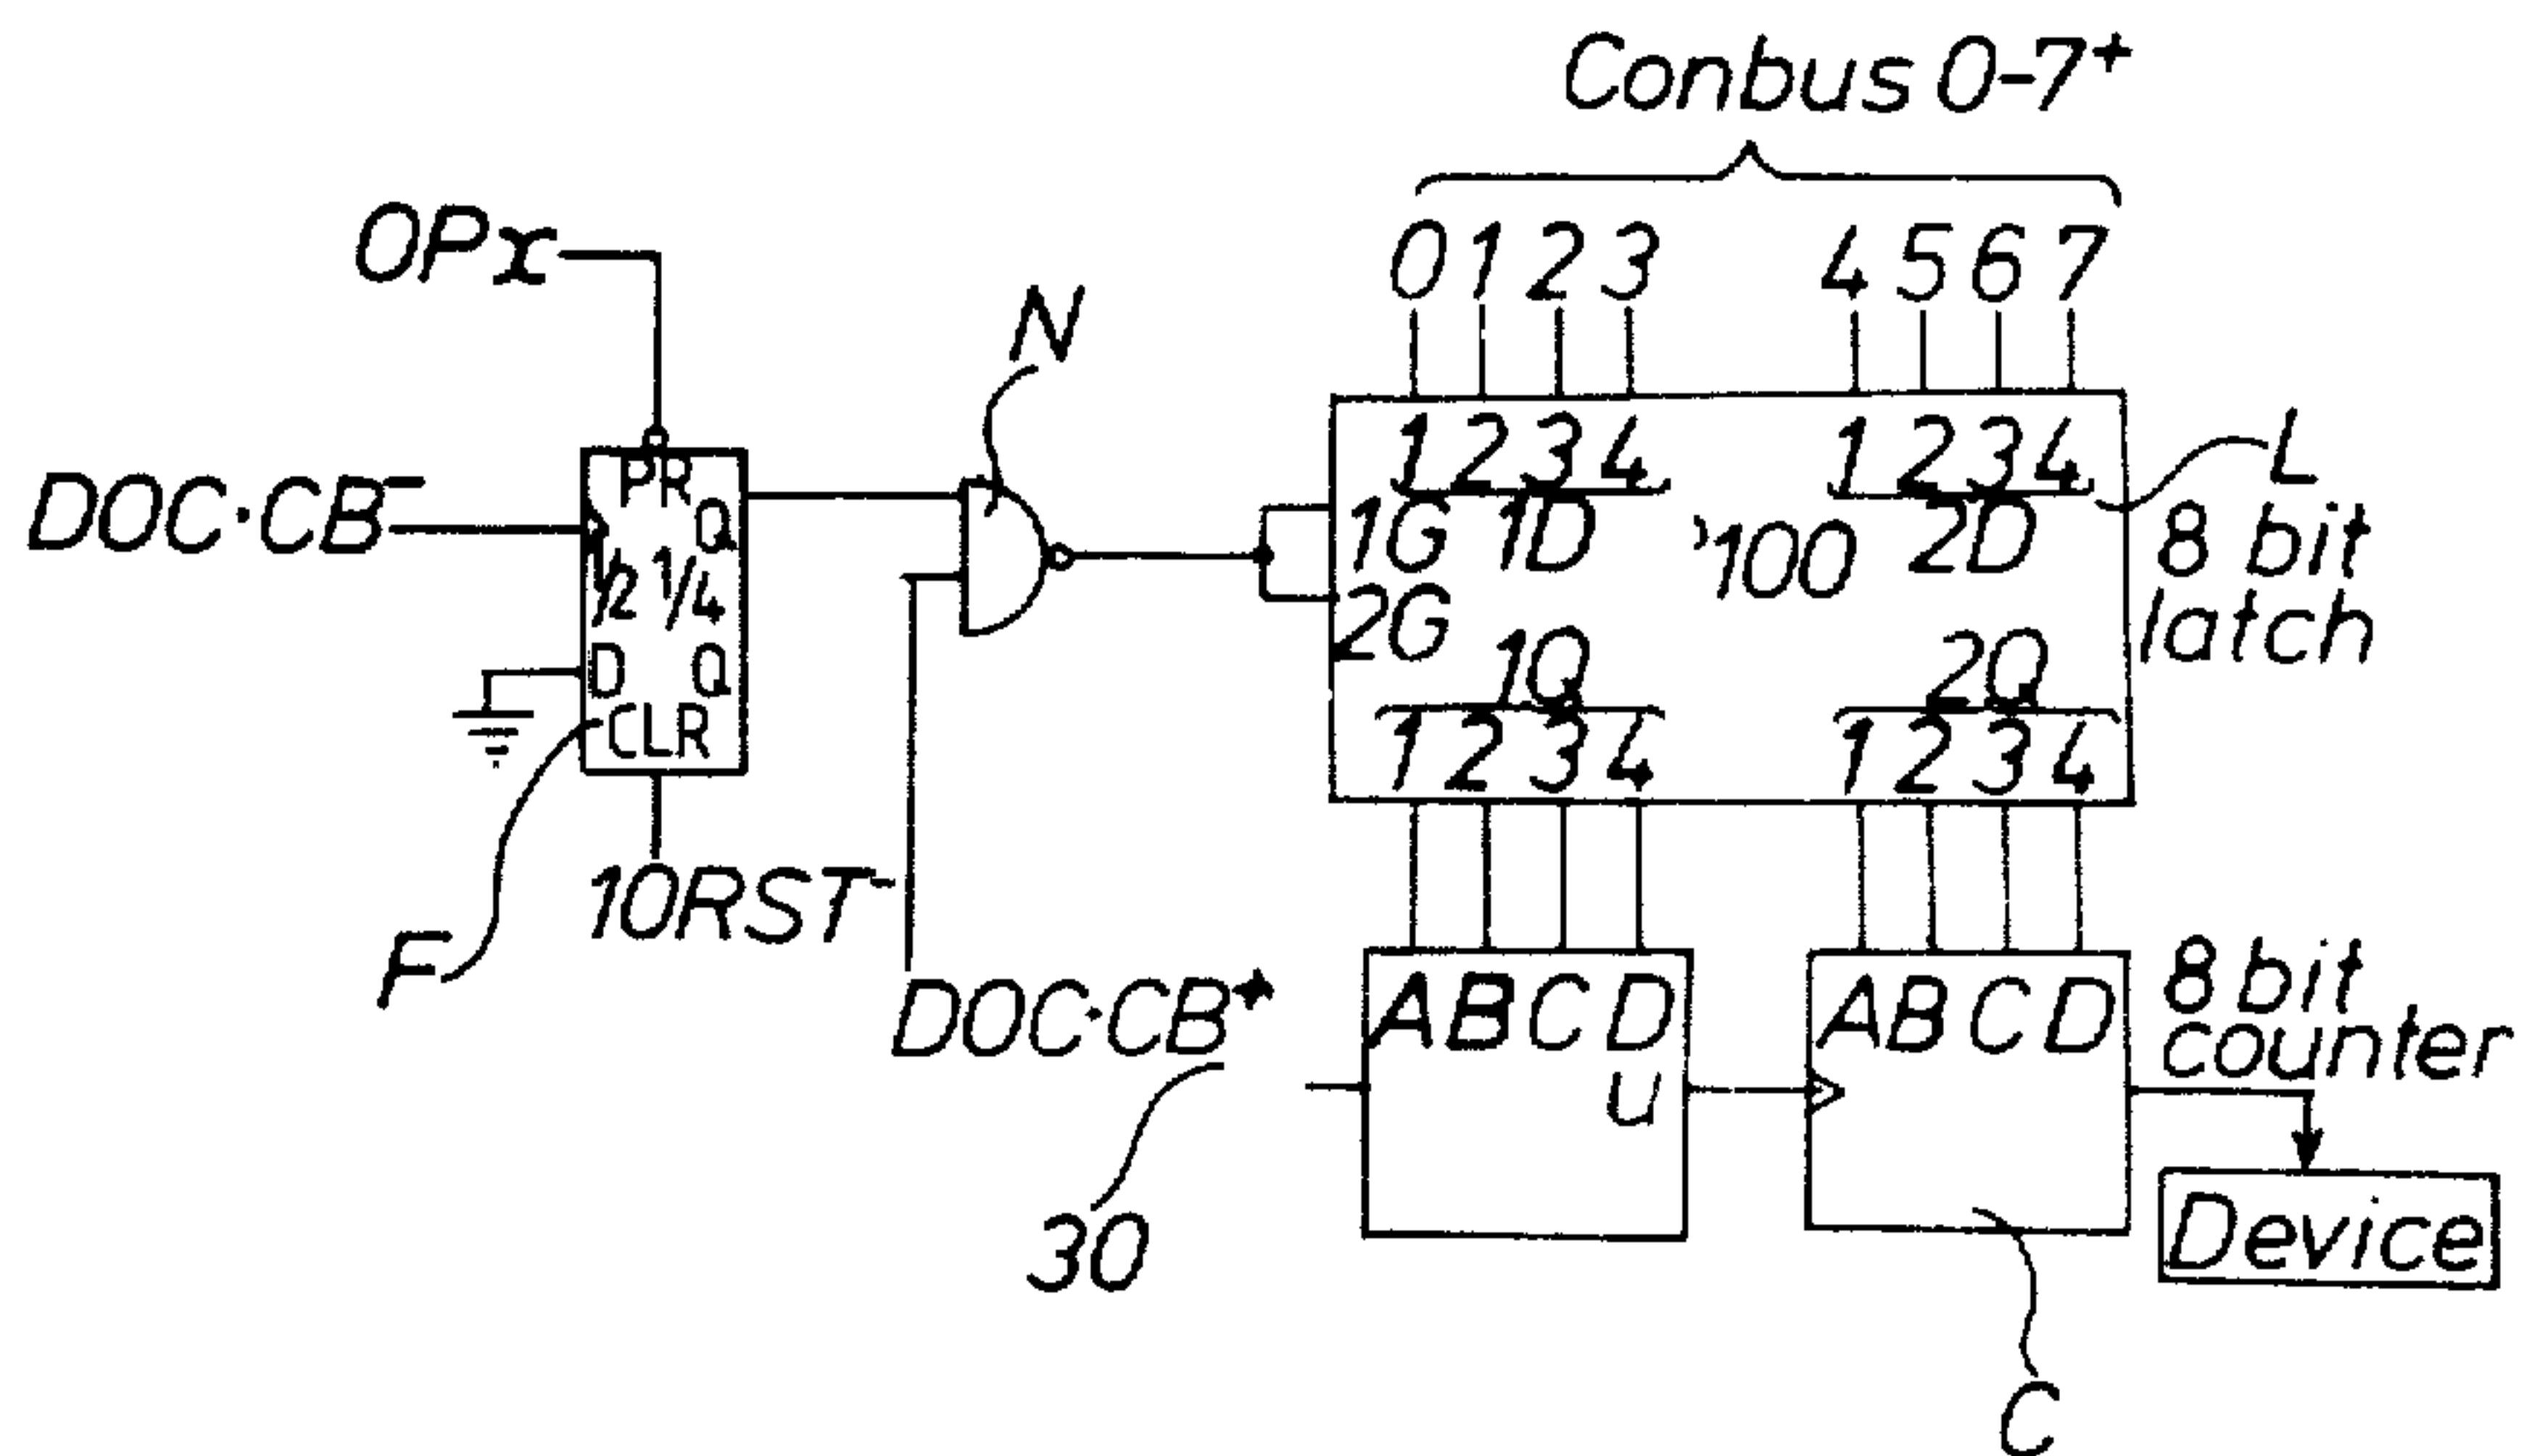 Conbus 0-7+
0 1 2 3 4 5 6 7
OPx
N
DOC·CB-
PR
Q
1/2 1/4
D Q
CLR
F
10RST-
DOC·CB+
30
1 2 3 4 1 2 3 4
1G 1D '100 2D
2G
1Q 2Q
1 2 3 4 1 2 3 4
L
8 bit
latch
A B C D
U
A B C D
8 bit
counter
Device
C